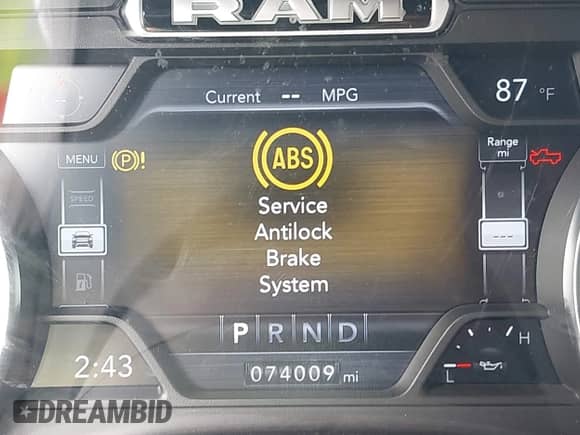 RAM
Current -- MPG
87 °F
MENU
(P)!
ABS
Range
mi
SPEED
Service
Antilock
Brake
System
---
P R N D
2:43
074009 mi
L H
DREAMBID